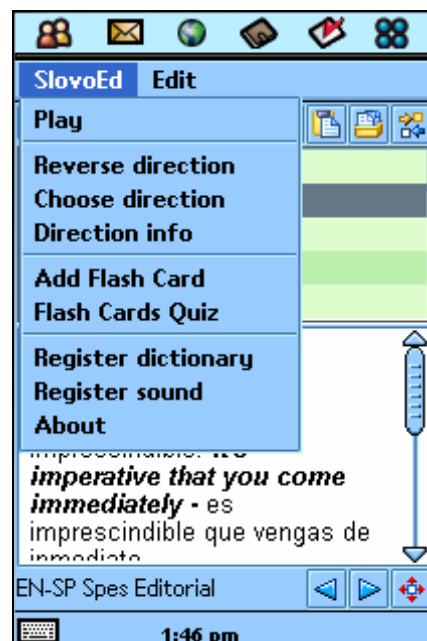 SlovoEd Edit
Play
Reverse direction
Choose direction
Direction info
Add Flash Card
Flash Cards Quiz
Register dictionary
Register sound
About
imprescindible.
imperative that you come
immediately - es
imprescindible que vengas de
inmediato
EN-SP Spes Editorial
1:46 pm